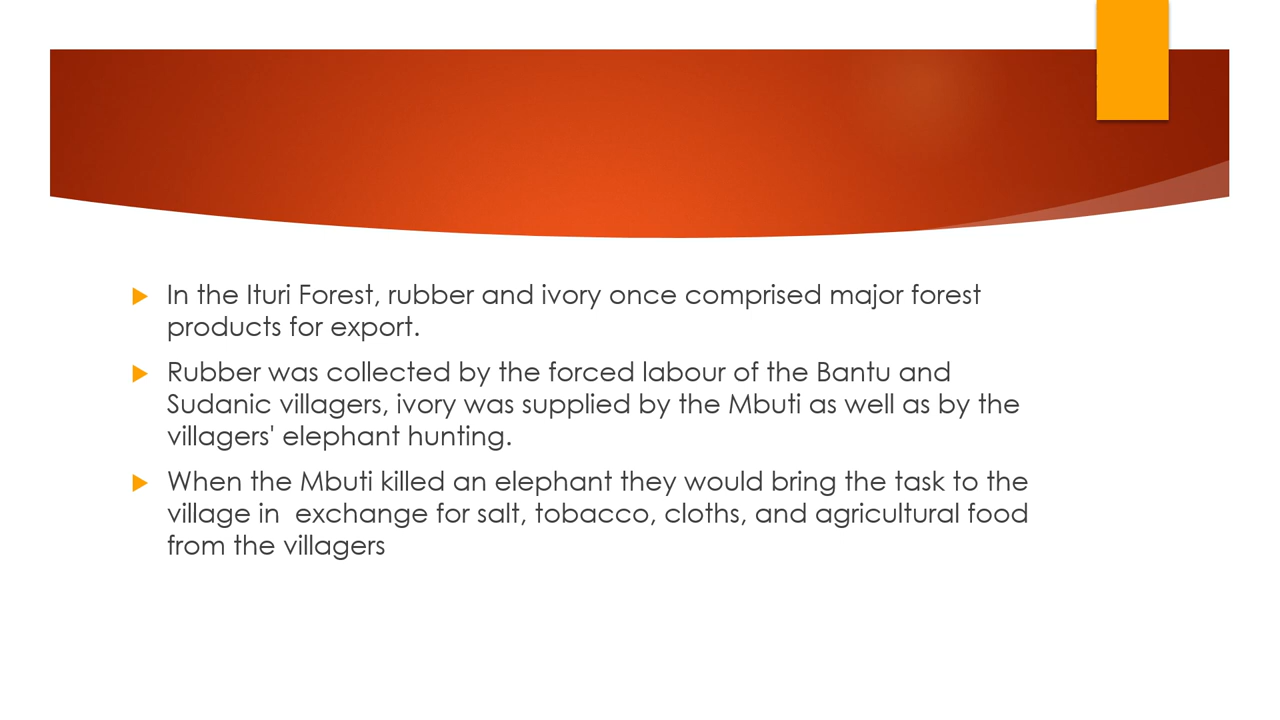 In the Ituri Forest, rubber and ivory once comprised major forest
products for export.
Rubber was collected by the forced labour of the Bantu and
Sudanic villagers, ivory was supplied by the Mbuti as well as by the
villagers' elephant hunting.
When the Mbuti killed an elephant they would bring the task to the
village in  exchange for salt, tobacco, cloths, and agricultural food
from the villagers